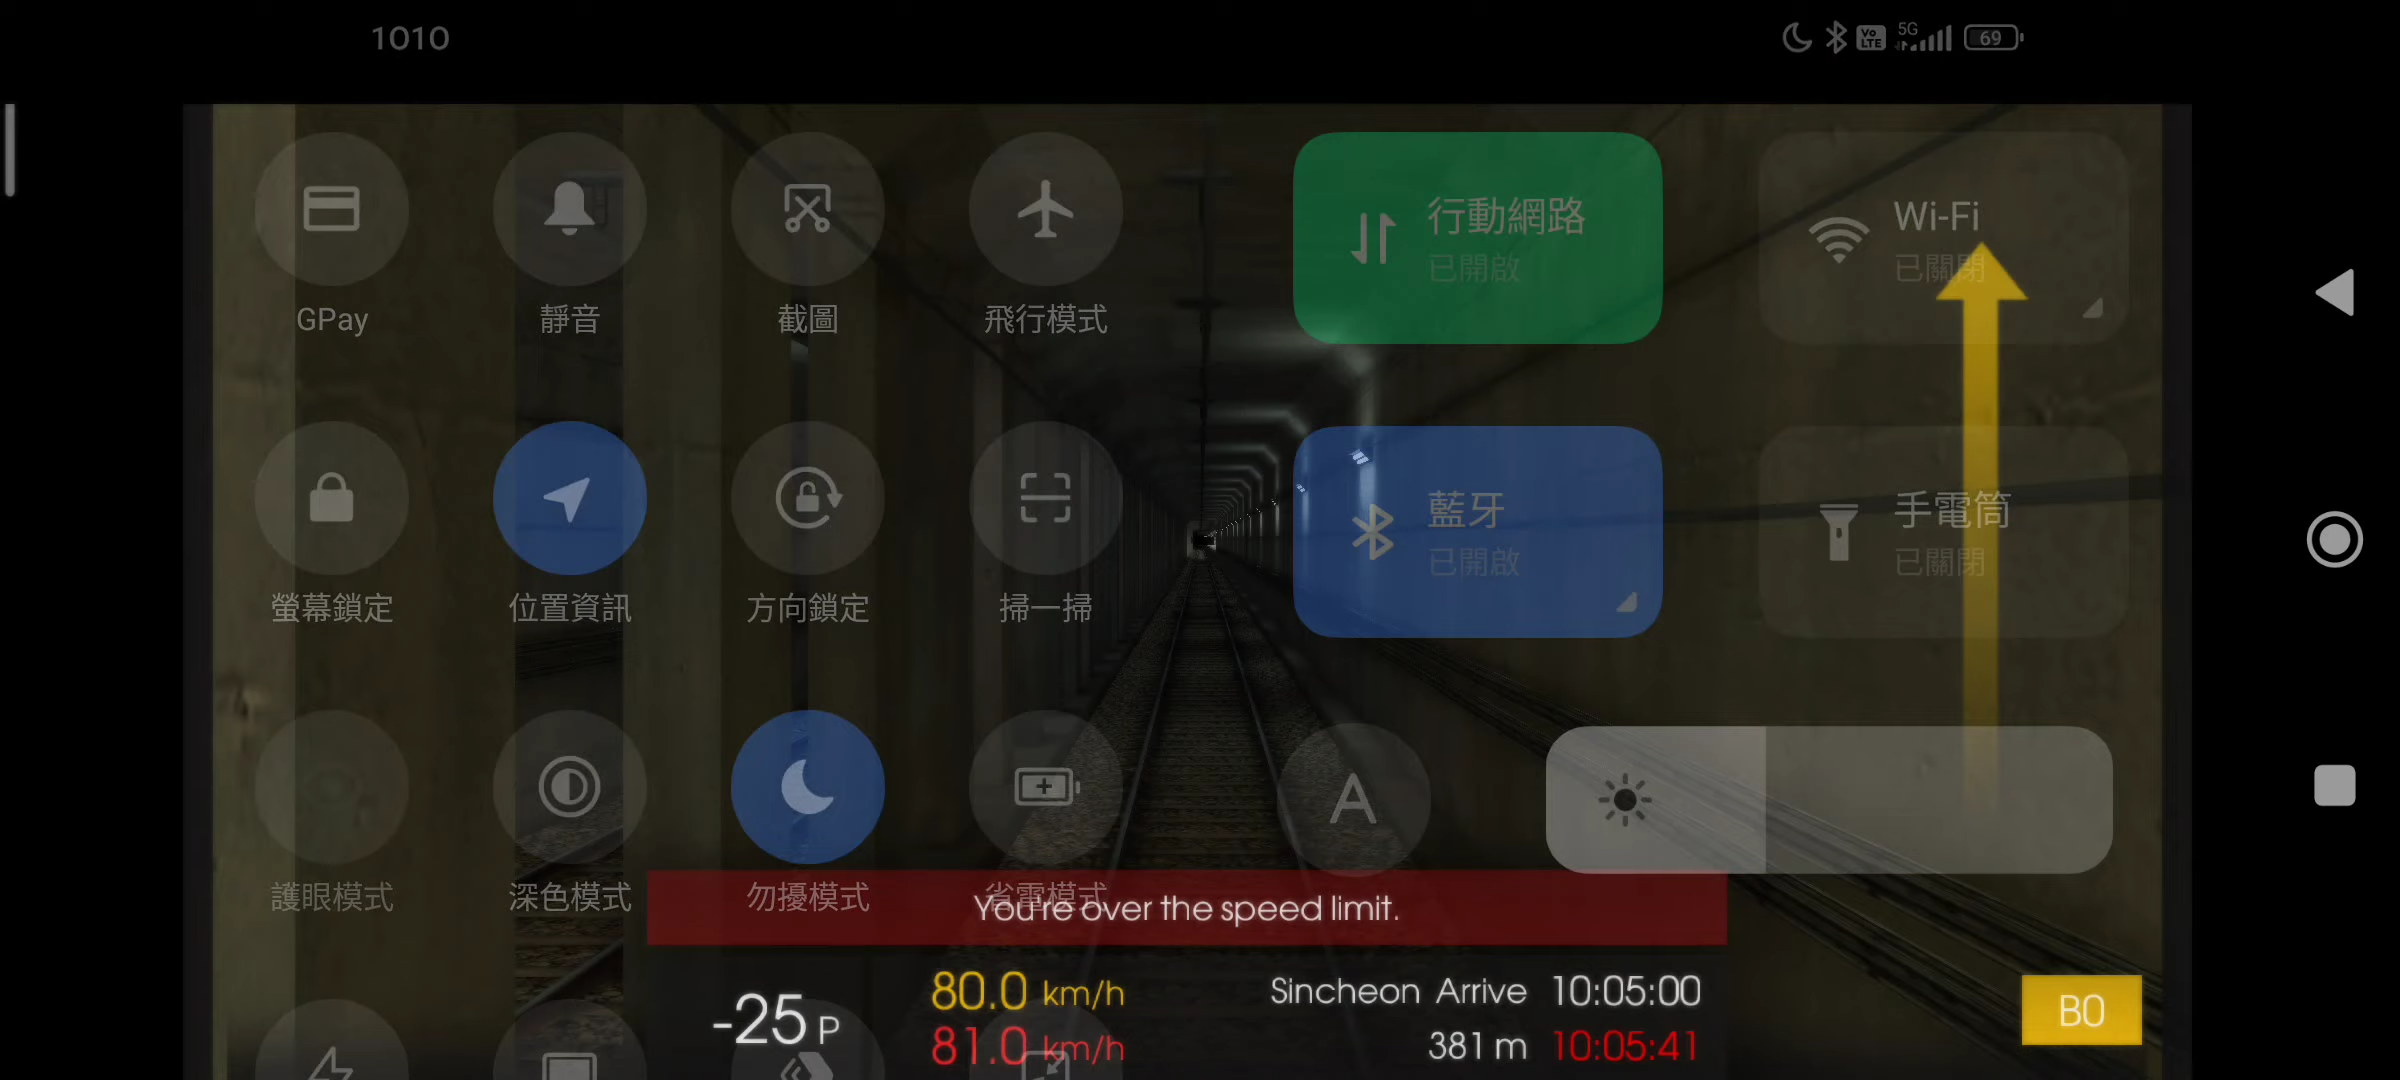 1010
Vo LTE
5G
69
GPay
靜音
截圖
飛行模式
行動網路
已開啟
Wi-Fi
已關閉
螢幕鎖定
位置資訊
方向鎖定
掃一掃
藍牙
已開啟
手電筒
已關閉
A
護眼模式
深色模式
勿擾模式
省電模式
You're over the speed limit.
-25 P
80.0 km/h
81.0 km/h
Sincheon Arrive 10:05:00
381 m 10:05:41
B0